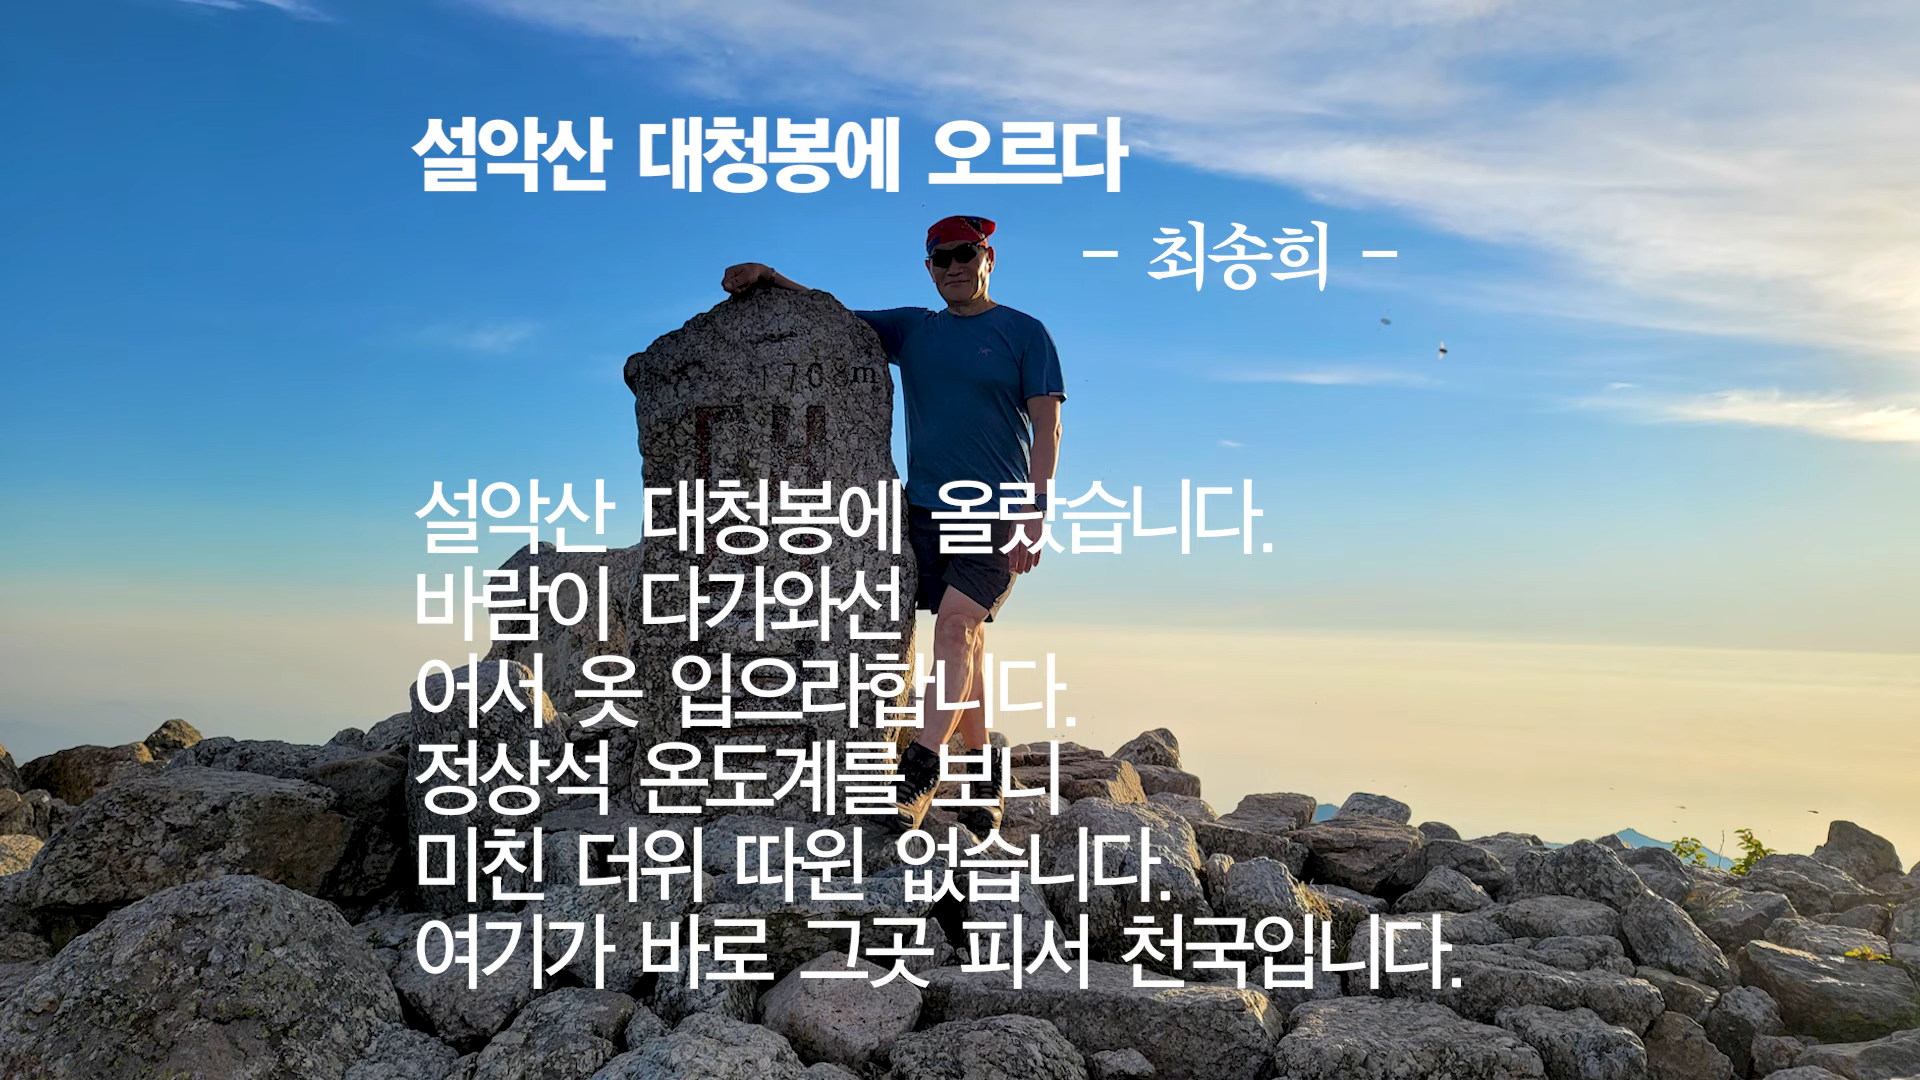 설악산 대청봉에 오르다
- 최송희 -
1708m
대
설악산 대청봉에 올랐습니다.
바람이 다가와선
어서 옷 입으라합니다.
정상석 온도계를 보니
미친 더위 따윈 없습니다.
여기가 바로 그곳 피서 천국입니다.